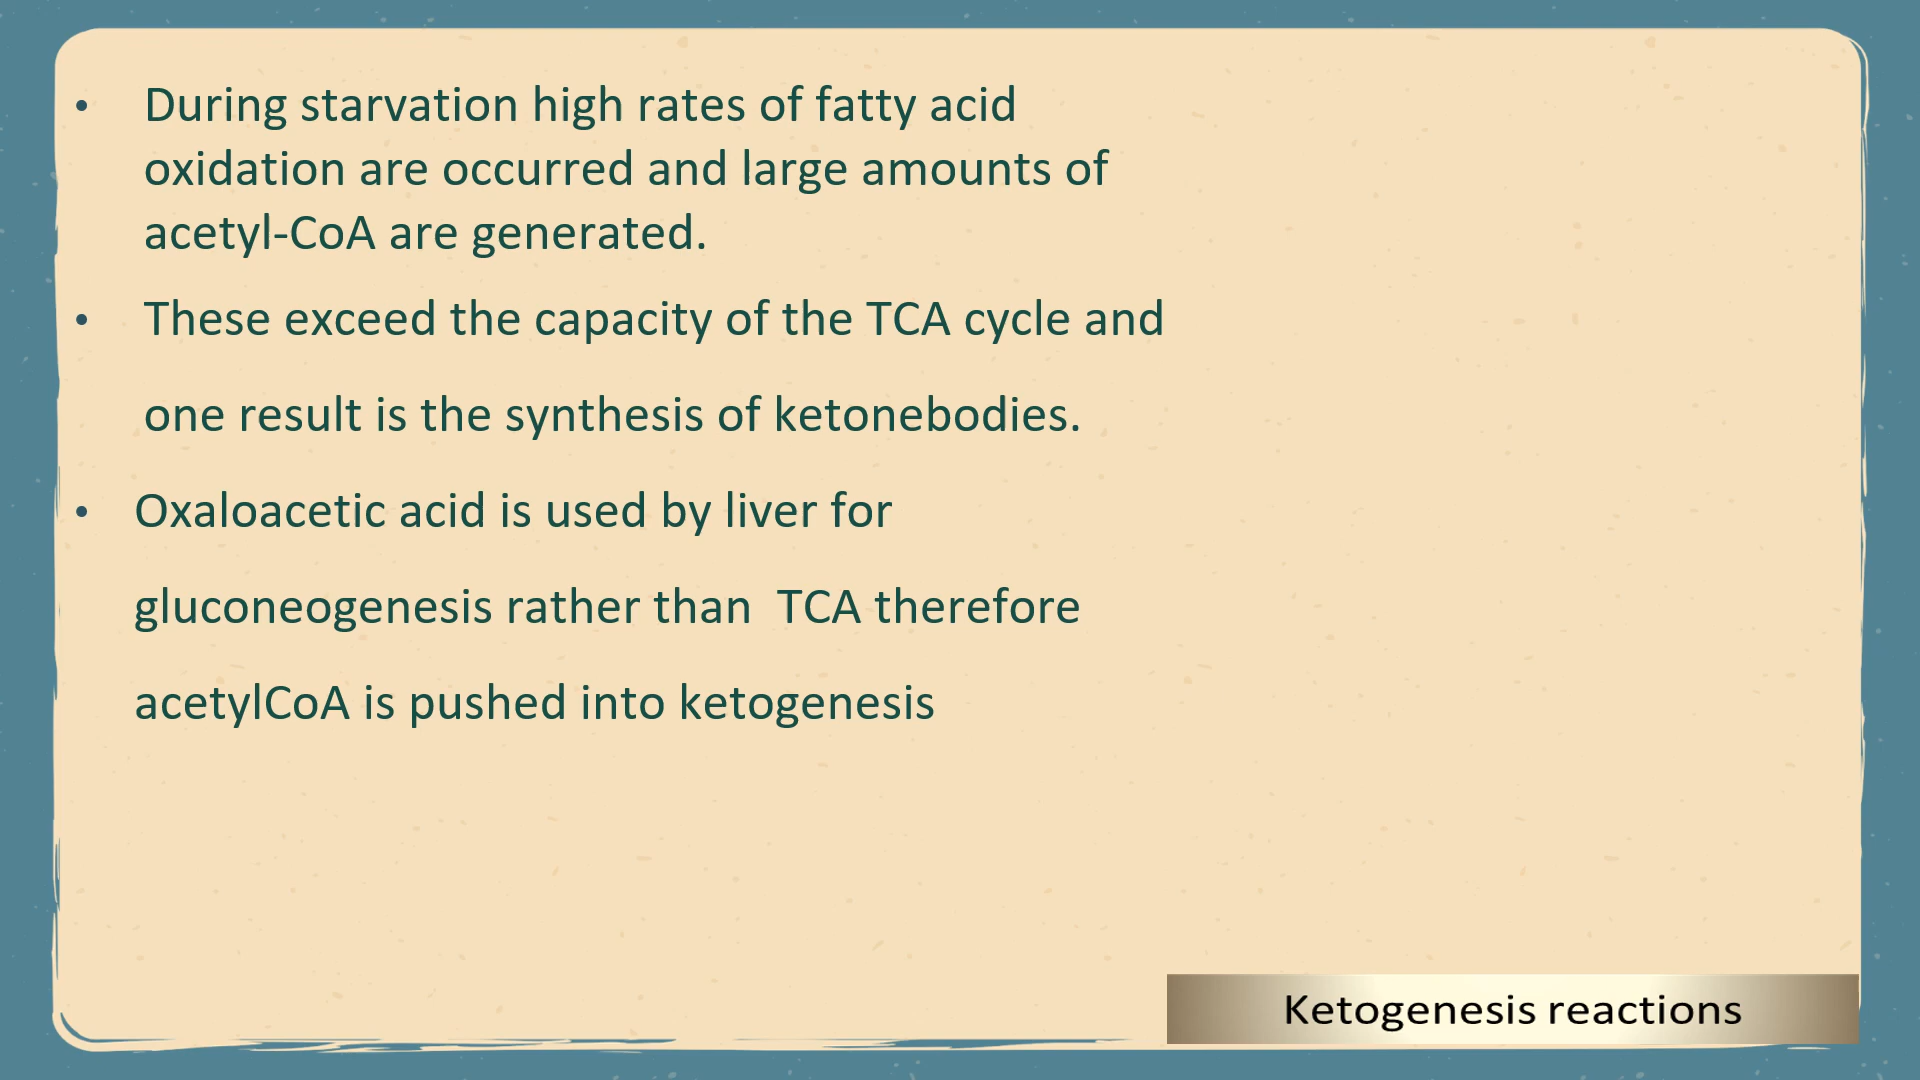 • During starvation high rates of fatty acid
oxidation are occurred and large amounts of
acetyl-CoA are generated.
• These exceed the capacity of the TCA cycle and
one result is the synthesis of ketonebodies.
• Oxaloacetic acid is used by liver for
gluconeogenesis rather than  TCA therefore
acetylCoA is pushed into ketogenesis
Ketogenesis reactions